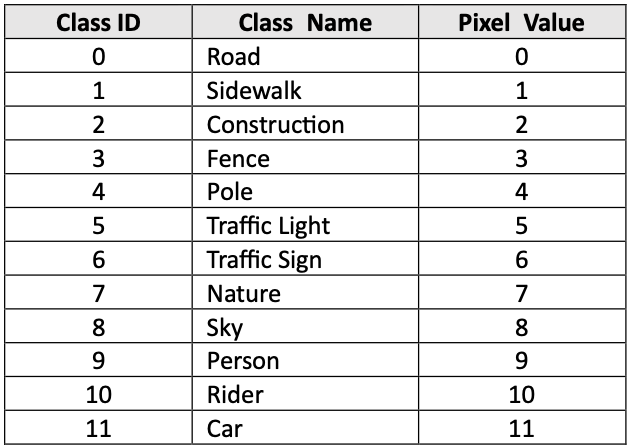 Class ID Class Name Pixel Value
0 Road 0
1 Sidewalk 1
2 Construction 2
3 Fence 3
4 Pole 4
5 Traffic Light 5
6 Traffic Sign 6
7 Nature 7
8 Sky 8
9 Person 9
10 Rider 10
11 Car 11